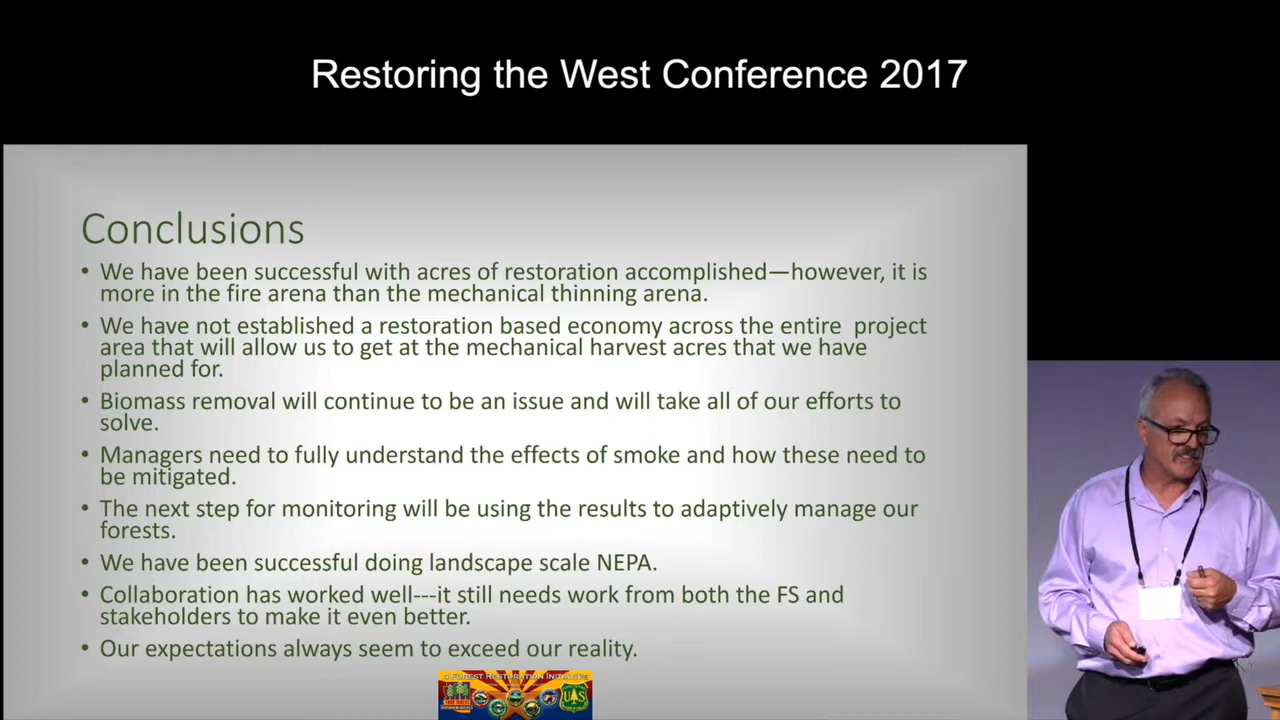 Restoring the West Conference 2017
Conclusions
• We have been successful with acres of restoration accomplished—however, it is
more in the fire arena than the mechanical thinning arena.
• We have not established a restoration based economy across the entire  project
area that will allow us to get at the mechanical harvest acres that we have
planned for.
• Biomass removal will continue to be an issue and will take all of our efforts to
solve.
• Managers need to fully understand the effects of smoke and how these need to
be mitigated.
• The next step for monitoring will be using the results to adaptively manage our
forests.
• We have been successful doing landscape scale NEPA.
• Collaboration has worked well---it still needs work from both the FS and
stakeholders to make it even better.
• Our expectations always seem to exceed our reality.
4 FOREST RESTORATION INITIATIVE
U S